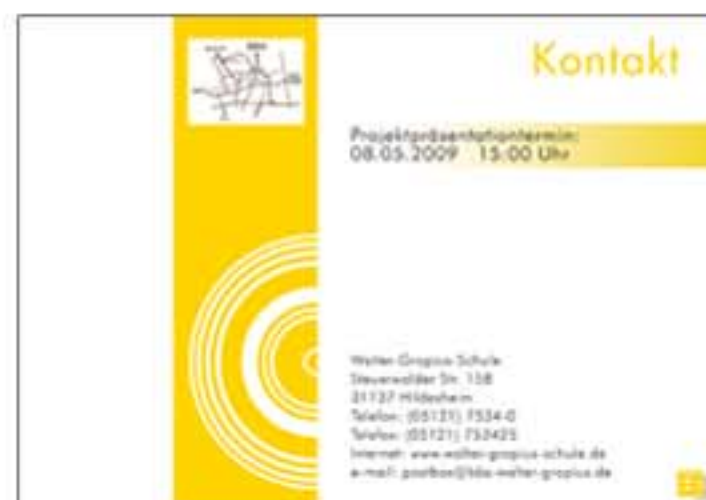 Kontakt
Projektpräsentationtermin:
08.05.2009 15:00 Uhr
Walter Gropius Schule
Steuerwalder Str. 158
31137 Hildesheim
Telefon: (05121) 7534-0
Telefax: (05121) 753425
Internet: www.walter-gropius-schule.de
e-mail: postbox@bbs-walter-gropius.de